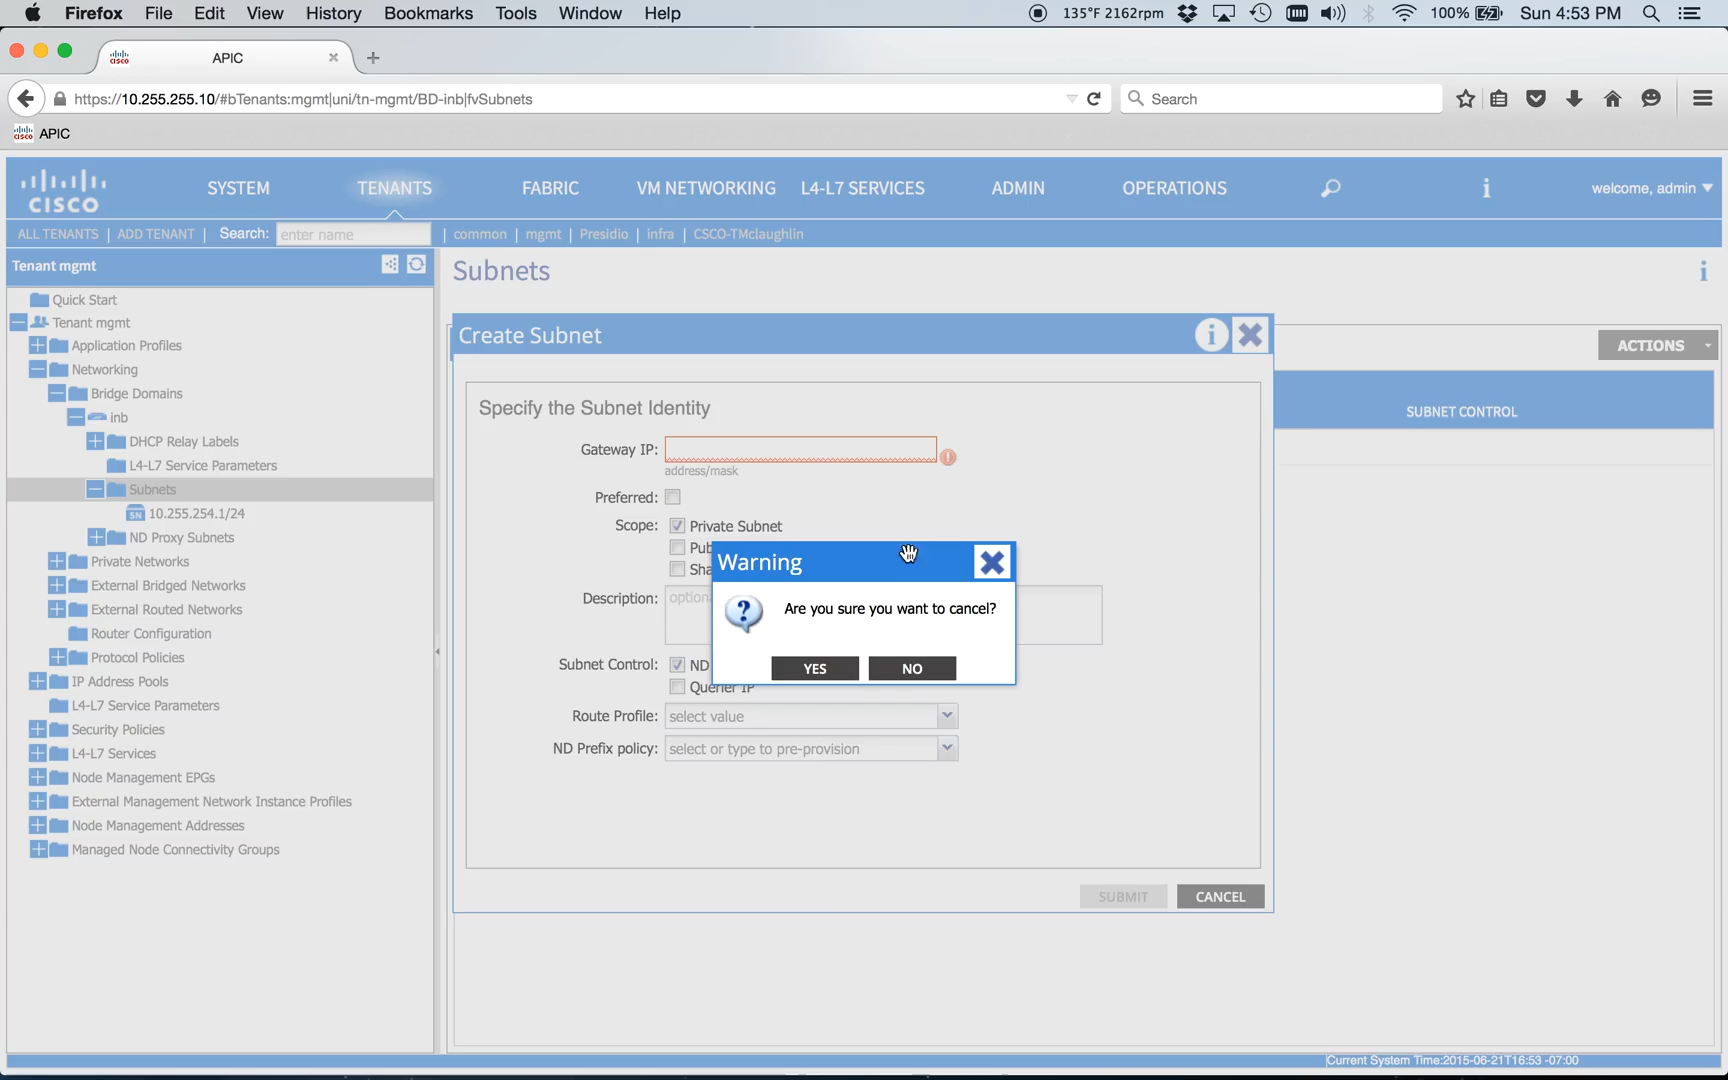 Firefox File Edit View History Bookmarks Tools Window Help 135°F 2162rpm 100% Sun 4:53 PM
cisco APIC
https://10.255.255.10/#bTenants:mgmt|uni/tn-mgmt/BD-inb|fvSubnets Search
cisco APIC
CISCO SYSTEM TENANTS FABRIC VM NETWORKING L4-L7 SERVICES ADMIN OPERATIONS i welcome, admin
ALL TENANTS | ADD TENANT | Search: enter name | common | mgmt | Presidio | infra | CSCO-TMclaughlin
Tenant mgmt
Quick Start
Tenant mgmt
Application Profiles
Networking
Bridge Domains
inb
DHCP Relay Labels
L4-L7 Service Parameters
Subnets
SN 10.255.254.1/24
ND Proxy Subnets
Private Networks
External Bridged Networks
External Routed Networks
Router Configuration
Protocol Policies
IP Address Pools
L4-L7 Service Parameters
Security Policies
L4-L7 Services
Node Management EPGs
External Management Network Instance Profiles
Node Management Addresses
Managed Node Connectivity Groups
Subnets i
ACTIONS
SUBNET CONTROL
Create Subnet i
Specify the Subnet Identity
Gateway IP:
address/mask
Preferred:
Scope: Private Subnet
Pub
Sha
Description: option
Subnet Control: ND
Querier IP
Route Profile: select value
ND Prefix policy: select or type to pre-provision
SUBMIT CANCEL
Warning
? Are you sure you want to cancel?
YES NO
Current System Time:2015-06-21T16:53 -07:00